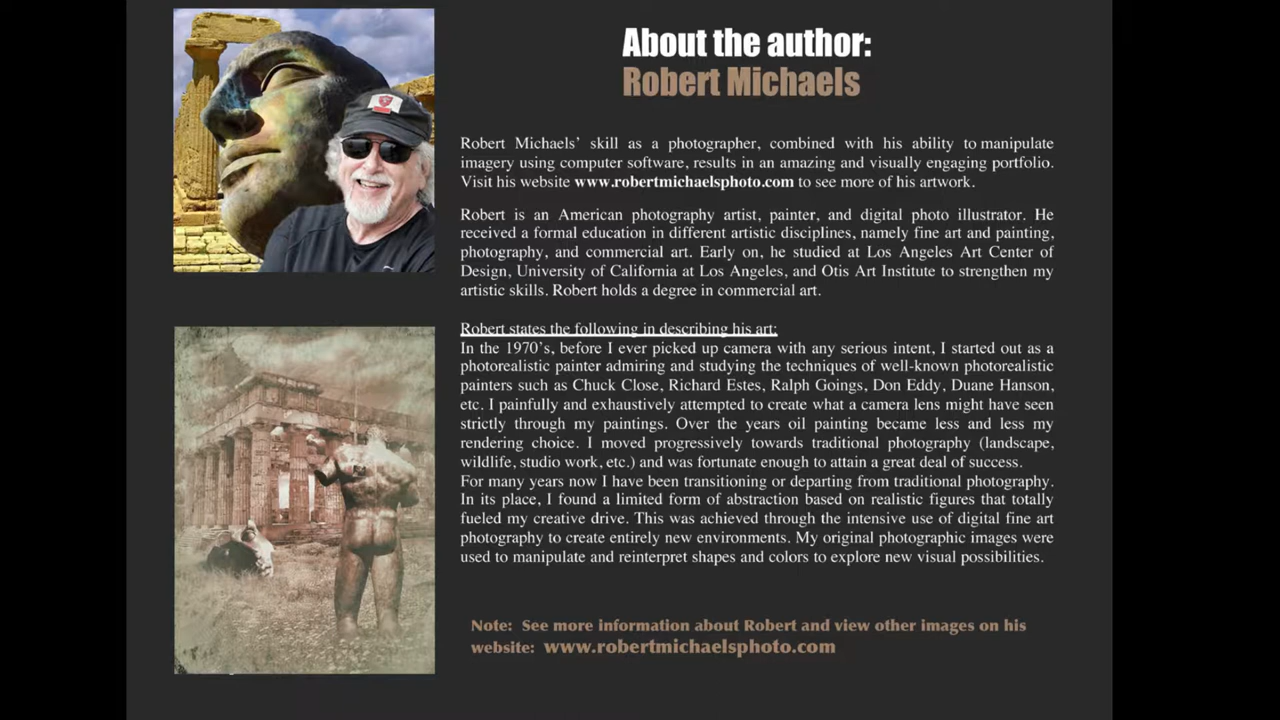 About the author:
Robert Michaels
Robert Michaels’ skill as a photographer, combined with his ability to manipulate
imagery using computer software, results in an amazing and visually engaging portfolio.
Visit his website www.robertmichaelsphoto.com to see more of his artwork.
Robert is an American photography artist, painter, and digital photo illustrator. He
received a formal education in different artistic disciplines, namely fine art and painting,
photography, and commercial art. Early on, he studied at Los Angeles Art Center of
Design, University of California at Los Angeles, and Otis Art Institute to strengthen my
artistic skills. Robert holds a degree in commercial art.
Robert states the following in describing his art:
In the 1970’s, before I ever picked up camera with any serious intent, I started out as a
photorealistic painter admiring and studying the techniques of well-known photorealistic
painters such as Chuck Close, Richard Estes, Ralph Goings, Don Eddy, Duane Hanson,
etc. I painfully and exhaustively attempted to create what a camera lens might have seen
strictly through my paintings. Over the years oil painting became less and less my
rendering choice. I moved progressively towards traditional photography (landscape,
wildlife, studio work, etc.) and was fortunate enough to attain a great deal of success.
For many years now I have been transitioning or departing from traditional photography.
In its place, I found a limited form of abstraction based on realistic figures that totally
fueled my creative drive. This was achieved through the intensive use of digital fine art
photography to create entirely new environments. My original photographic images were
used to manipulate and reinterpret shapes and colors to explore new visual possibilities.
Note: See more information about Robert and view other images on his
website: www.robertmichaelsphoto.com